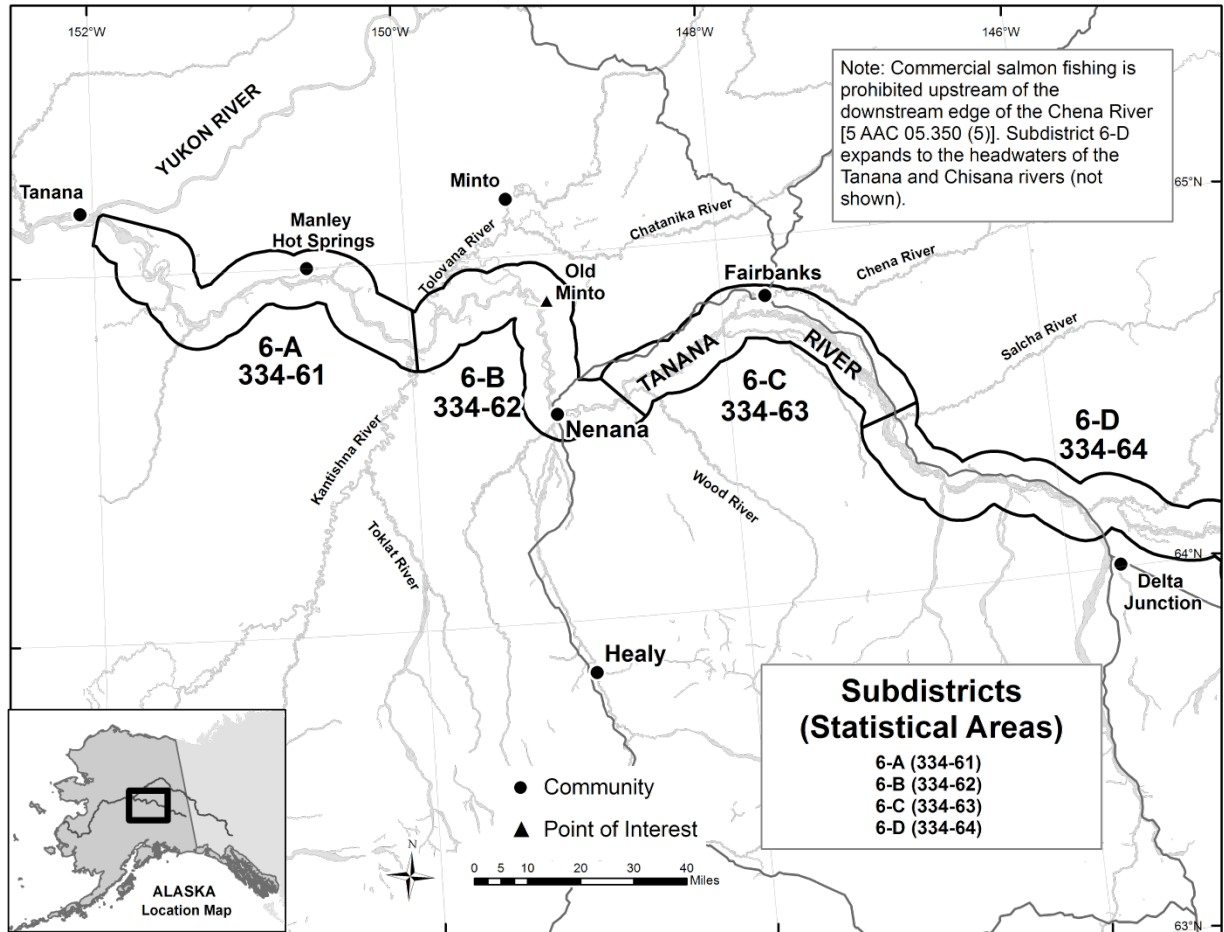 152°W
150°W
148°W
146°W
Note: Commercial salmon fishing is
prohibited upstream of the
downstream edge of the Chena River
[5 AAC 05.350 (5)]. Subdistrict 6-D
expands to the headwaters of the
Tanana and Chisana rivers (not
shown).
YUKON RIVER
Tanana
Minto
65°N
Manley
Hot Springs
Tolovana River
Chatanika River
Old
Minto
Fairbanks
Chena River
Salcha River
6-A
334-61
6-B
334-62
TANANA
RIVER
6-C
334-63
6-D
334-64
Nenana
Kantishna River
Toklat River
Wood River
64°N
Delta
Junction
Healy
Subdistricts
(Statistical Areas)
6-A (334-61)
6-B (334-62)
6-C (334-63)
6-D (334-64)
Community
Point of Interest
N
0 5 10 20 30 40
Miles
ALASKA
Location Map
63°N